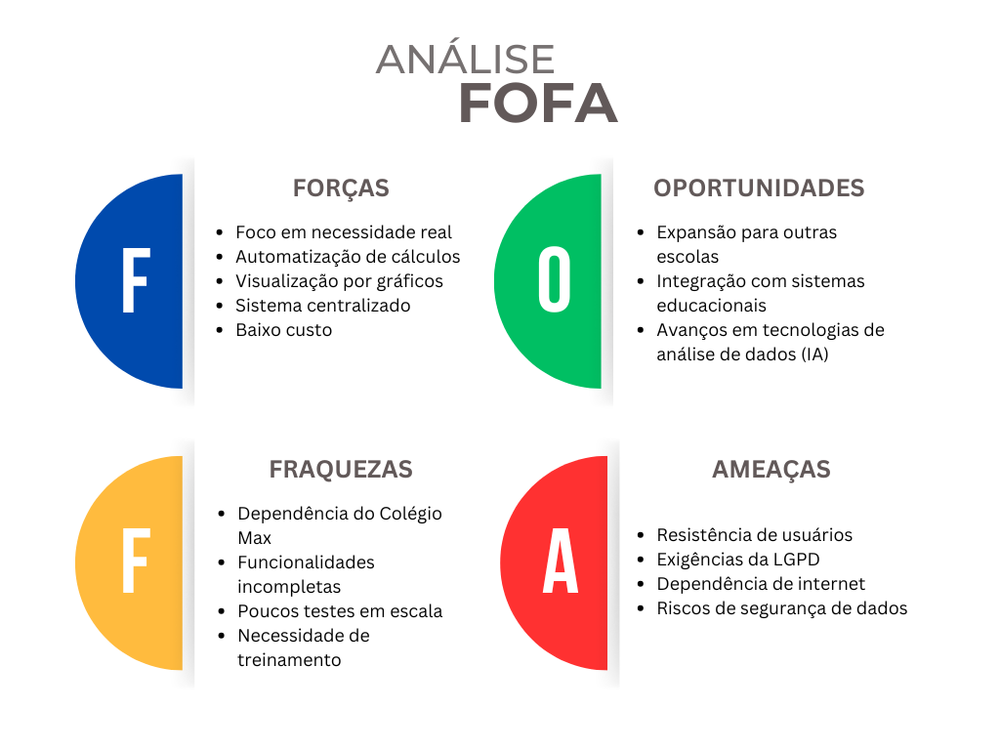 ANÁLISE
FOFA
F
FORÇAS
• Foco em necessidade real
• Automatização de cálculos
• Visualização por gráficos
• Sistema centralizado
• Baixo custo
O
OPORTUNIDADES
• Expansão para outras
escolas
• Integração com sistemas
educacionais
• Avanços em tecnologias de
análise de dados (IA)
F
FRAQUEZAS
• Dependência do Colégio
Max
• Funcionalidades
incompletas
• Poucos testes em escala
• Necessidade de
treinamento
A
AMEAÇAS
• Resistência de usuários
• Exigências da LGPD
• Dependência de internet
• Riscos de segurança de dados